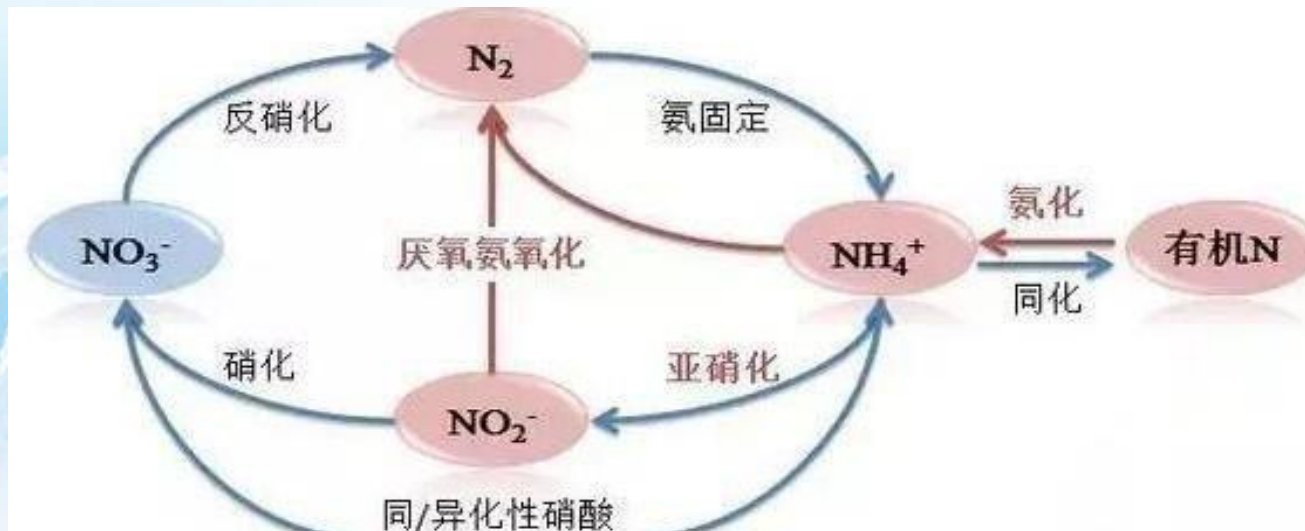 N₂
反硝化
氨固定
NO₃⁻
厌氧氨氧化
NH₄⁺
氨化
有机N
同化
硝化
亚硝化
NO₂⁻
同/异化性硝酸